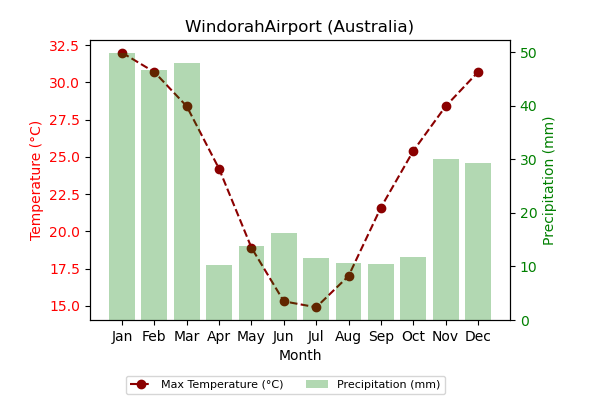 WindorahAirport (Australia)
32.5
30.0
27.5
25.0
22.5
20.0
17.5
15.0
Temperature (°C)
50
40
30
20
10
0
Precipitation (mm)
Jan Feb Mar Apr May Jun Jul Aug Sep Oct Nov Dec
Month
Max Temperature (°C) Precipitation (mm)